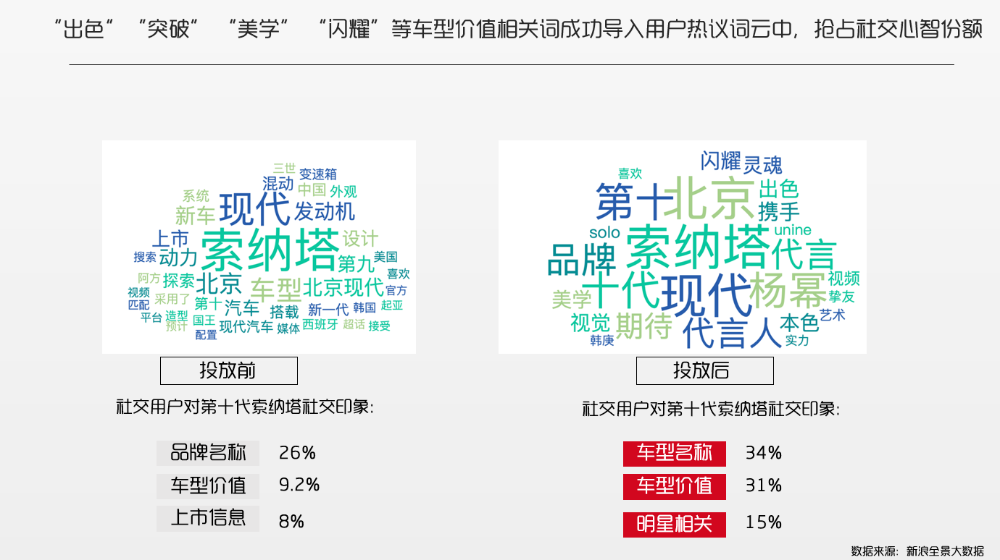 “出色” “突破” “美学” “闪耀” 等车型价值相关词成功导入用户热议词云中, 抢占社交心智份额
三世
混动 变速箱
系统 中国 外观
新车 现代 发动机
上市 索纳塔 设计
搜索 动力 第九 美国
阿方 探索 北京 车型 北京现代 喜欢
视频 采用了 官方
匹配 第十 汽车 搭载 新一代 韩国 起亚
平台 造型 国王
预计 现代汽车 媒体 西班牙 超话 接受
配置
投放前
社交用户对第十代索纳塔社交印象:
品牌名称 26%
车型价值 9.2%
上市信息 8%
闪耀 灵魂
喜欢
第十 北京 出色
携手
solo 索纳塔 unine
品牌 代言
十代 现代 杨幂 视频
美学 挚友
视觉 期待 代言人 本色 艺术
韩庚 实力
投放后
社交用户对第十代索纳塔社交印象:
车型名称 34%
车型价值 31%
明星相关 15%
数据来源: 新浪全景大数据